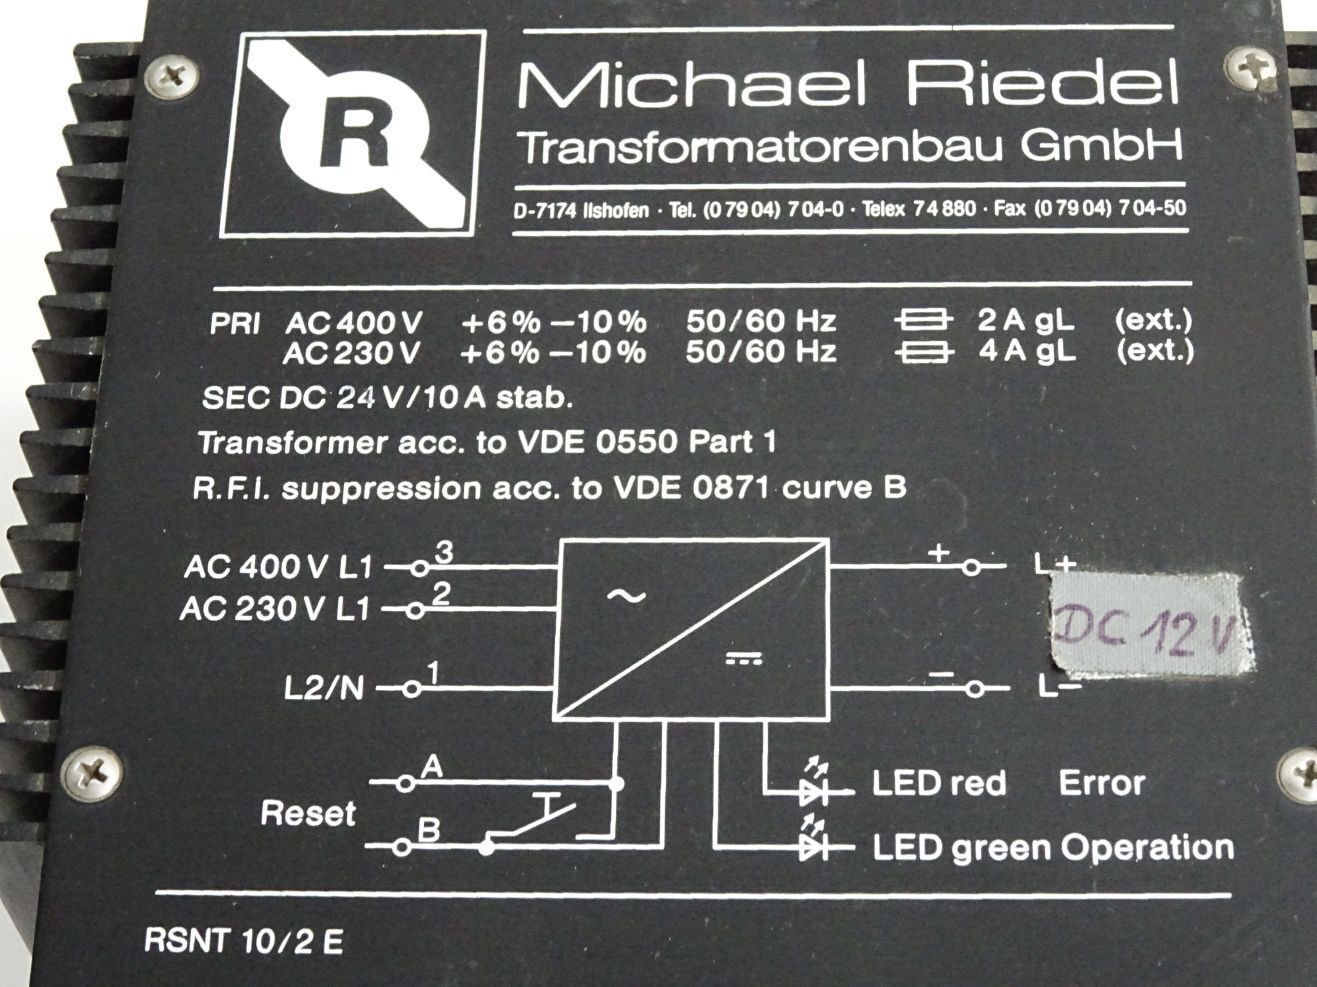 R
Michael Riedel
Transformatorenbau GmbH
D-7174 Ilshofen · Tel. (0 79 04) 7 04-0 · Telex 7 4 880 · Fax (0 79 04) 7 04-50
PRI AC 400 V +6 % −10 % 50/60 Hz 2 A gL (ext.)
AC 230 V +6 % −10 % 50/60 Hz 4 A gL (ext.)
SEC DC 24 V/10 A stab.
Transformer acc. to VDE 0550 Part 1
R.F.I. suppression acc. to VDE 0871 curve B
AC 400 V L1 3
AC 230 V L1 2
L2/N 1
+ L+
DC 12 V
− L−
A
Reset
B
LED red Error
LED green Operation
RSNT 10/2 E